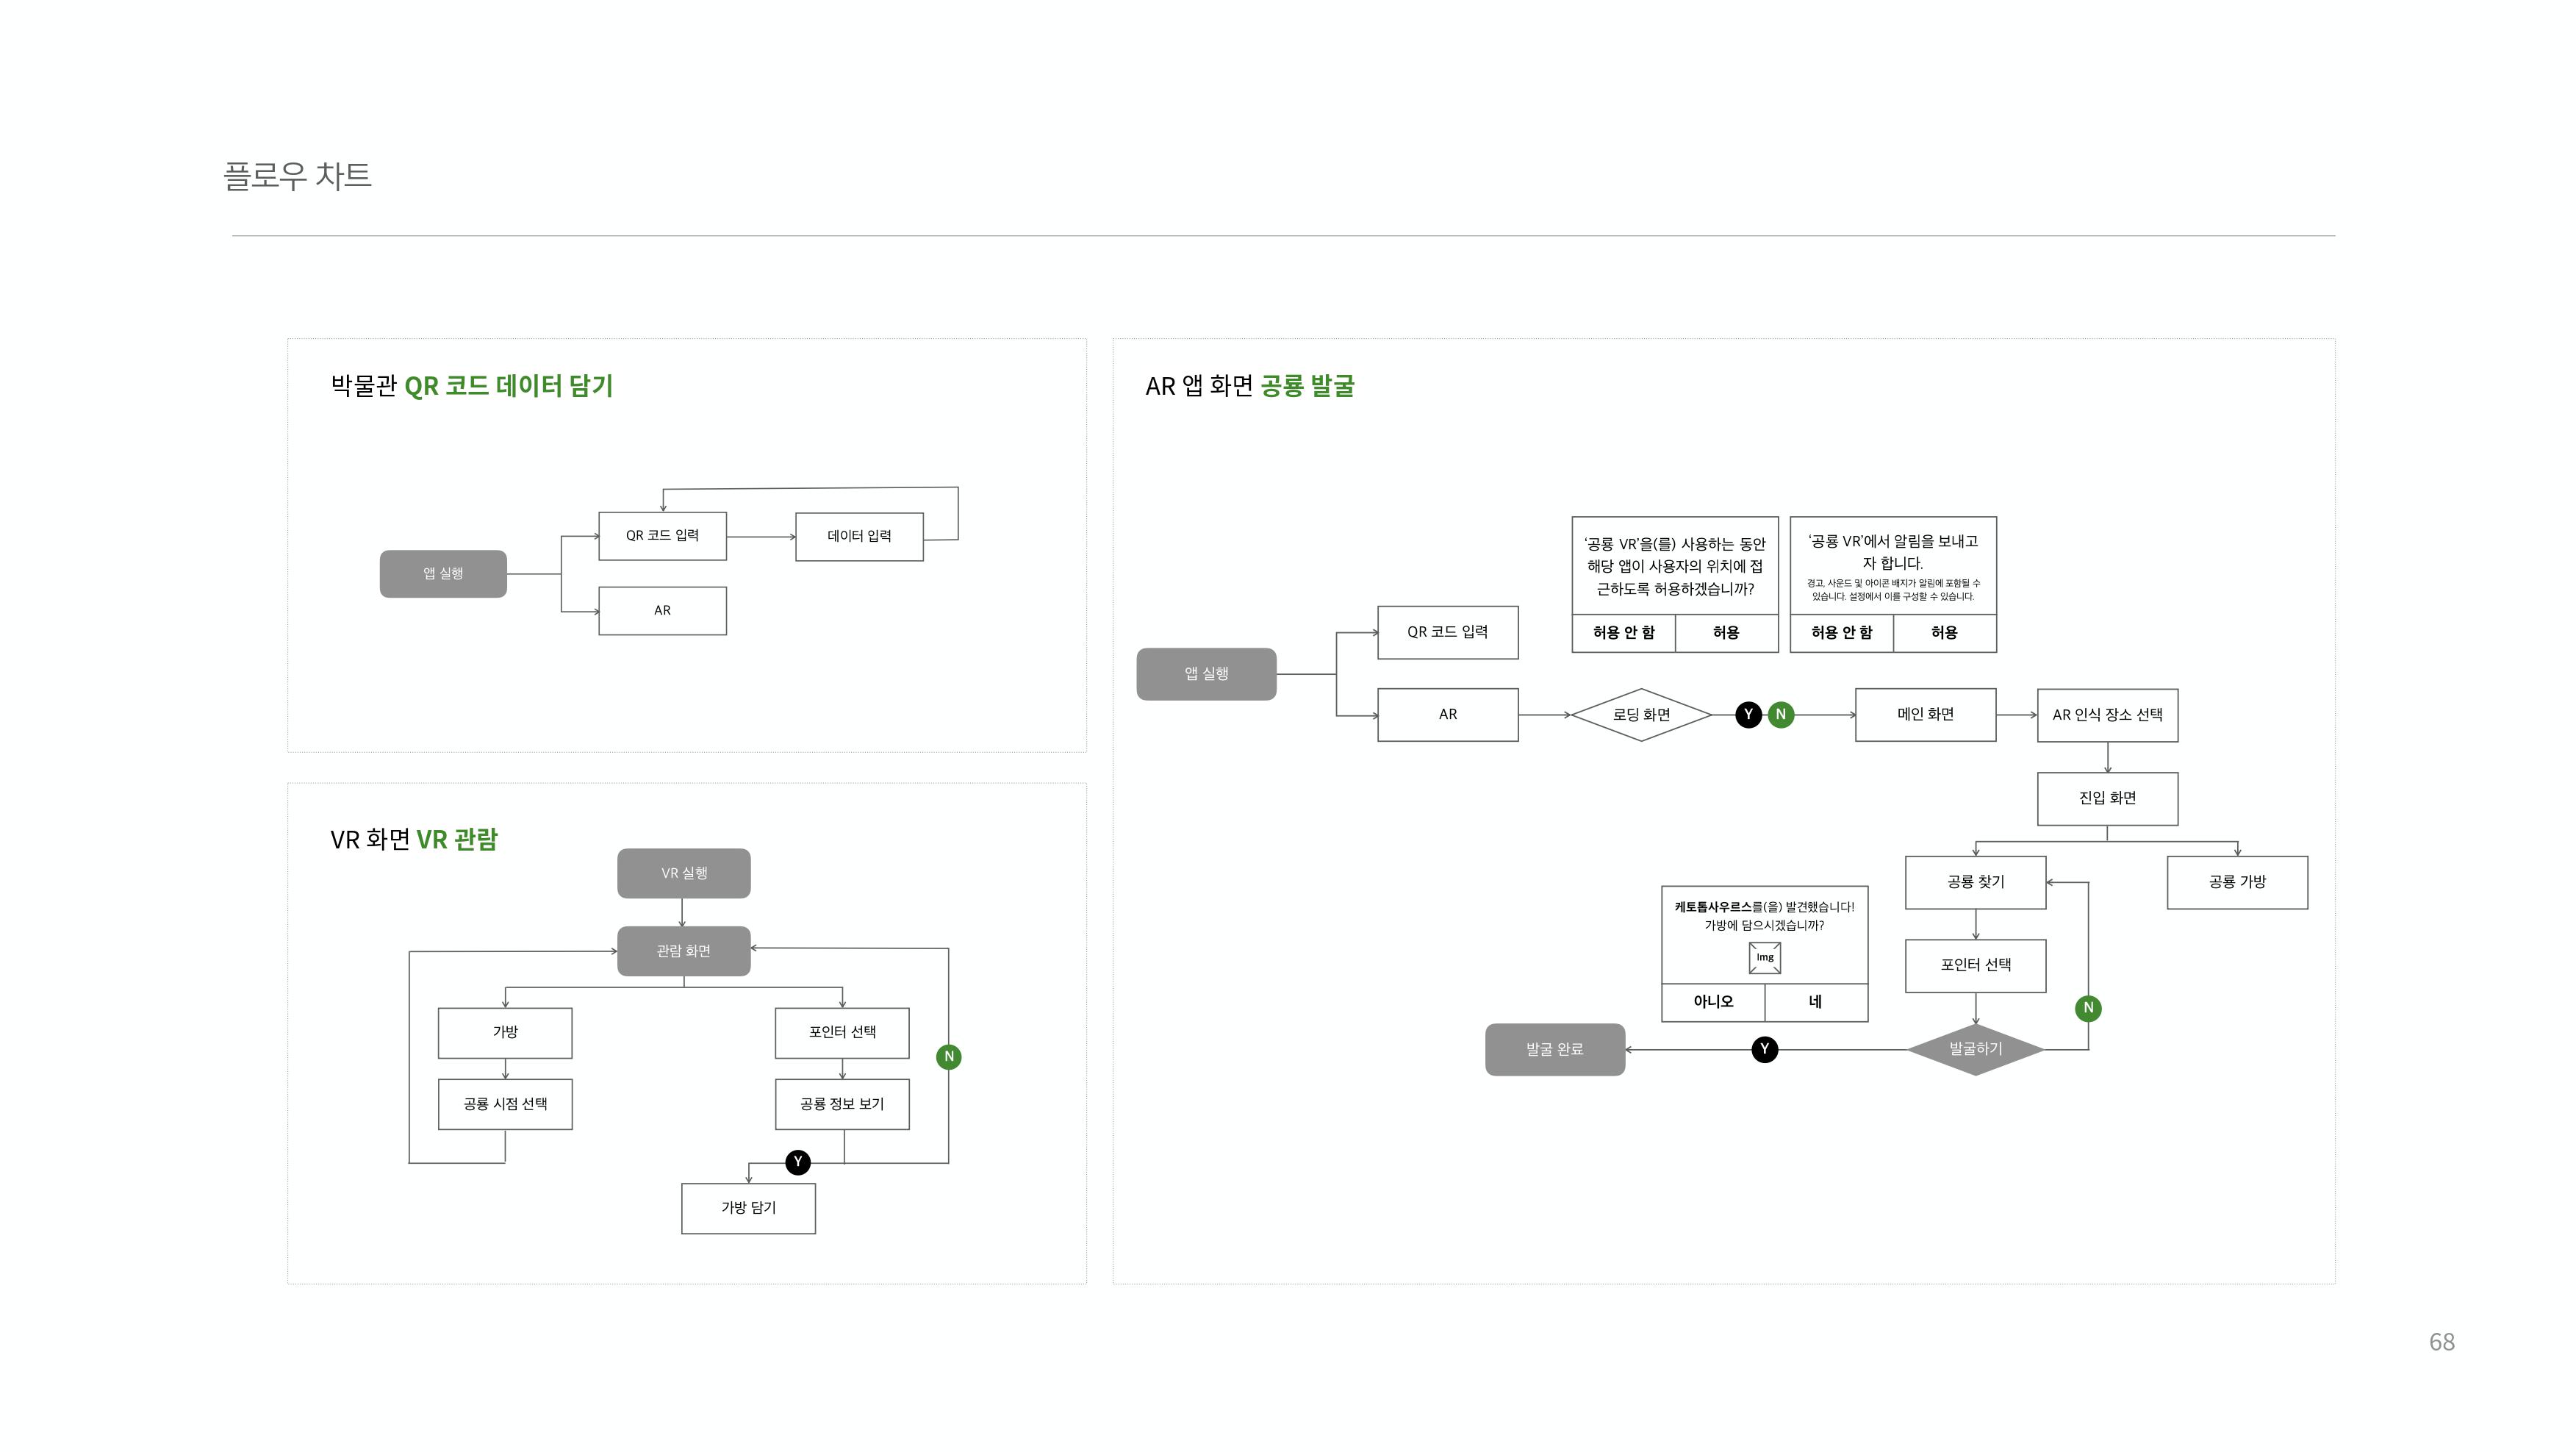 플로우 차트
박물관 QR 코드 데이터 담기
QR 코드 입력
데이터 입력
앱 실행
AR
VR 화면 VR 관람
VR 실행
관람 화면
가방
포인터 선택
N
공룡 시점 선택
공룡 정보 보기
Y
가방 담기
AR 앱 화면 공룡 발굴
‘공룡 VR’을(를) 사용하는 동안
해당 앱이 사용자의 위치에 접
근하도록 허용하겠습니까?
허용 안 함
허용
‘공룡 VR’에서 알림을 보내고
자 합니다.
경고, 사운드 및 아이콘 배지가 알림에 포함될 수
있습니다. 설정에서 이를 구성할 수 있습니다.
허용 안 함
허용
QR 코드 입력
앱 실행
AR
로딩 화면
Y
N
메인 화면
AR 인식 장소 선택
진입 화면
공룡 찾기
공룡 가방
케토톱사우르스를(을) 발견했습니다!
가방에 담으시겠습니까?
Img
아니오
네
포인터 선택
N
발굴 완료
Y
발굴하기
68